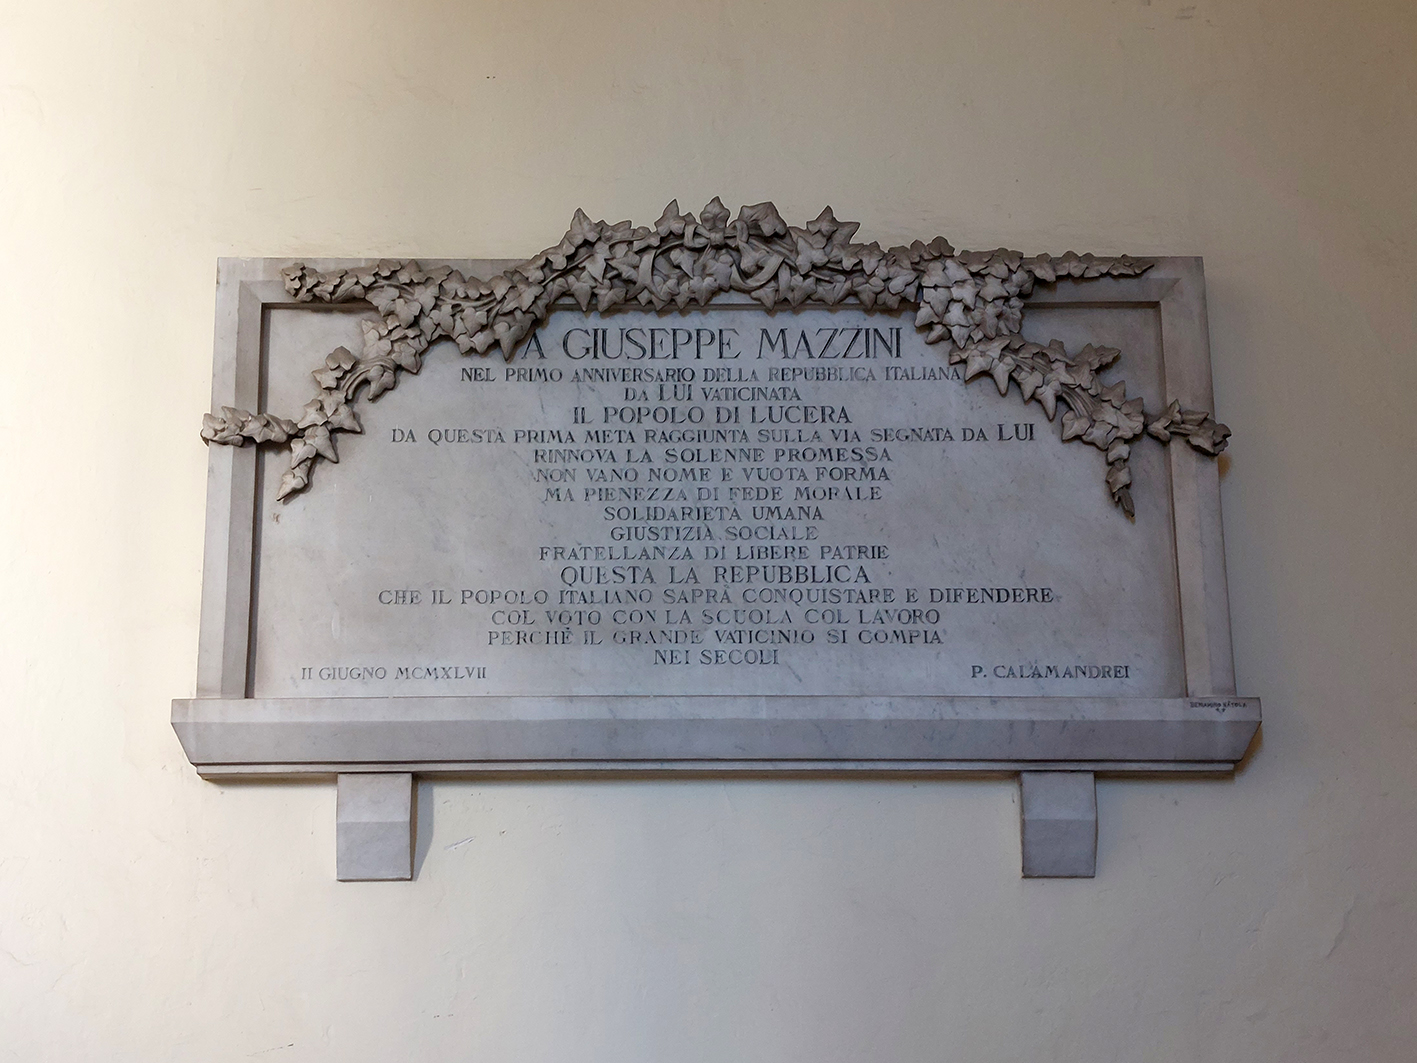 A GIUSEPPE MAZZINI
NEL PRIMO ANNIVERSARIO DELLA REPUBBLICA ITALIANA
DA LUI VATICINATA
IL POPOLO DI LUCERA
DA QUESTA PRIMA META RAGGIUNTA SULLA VIA SEGNATA DA LUI
RINNOVA LA SOLENNE PROMESSA
NON VANO NOME E VUOTA FORMA
MA PIENEZZA DI FEDE MORALE
SOLIDARIETÀ UMANA
GIUSTIZIA SOCIALE
FRATELLANZA DI LIBERE PATRIE
QUESTA LA REPUBBLICA
CHE IL POPOLO ITALIANO SAPRÀ CONQUISTARE E DIFENDERE
COL VOTO CON LA SCUOLA COL LAVORO
PERCHÈ IL GRANDE VATICINIO SI COMPIA
NEI SECOLI
II GIUGNO MCMXLVII
P. CALAMANDREI